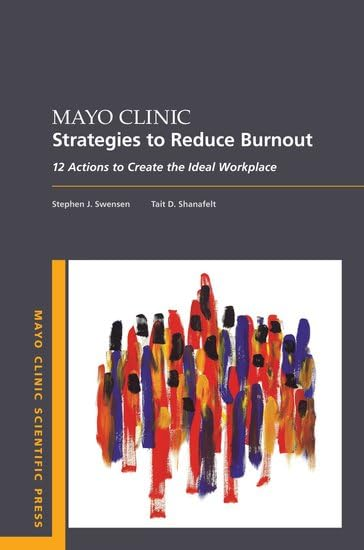 MAYO CLINIC
Strategies to Reduce Burnout
12 Actions to Create the Ideal Workplace
Stephen J. Swensen Tait D. Shanafelt
MAYO CLINIC SCIENTIFIC PRESS